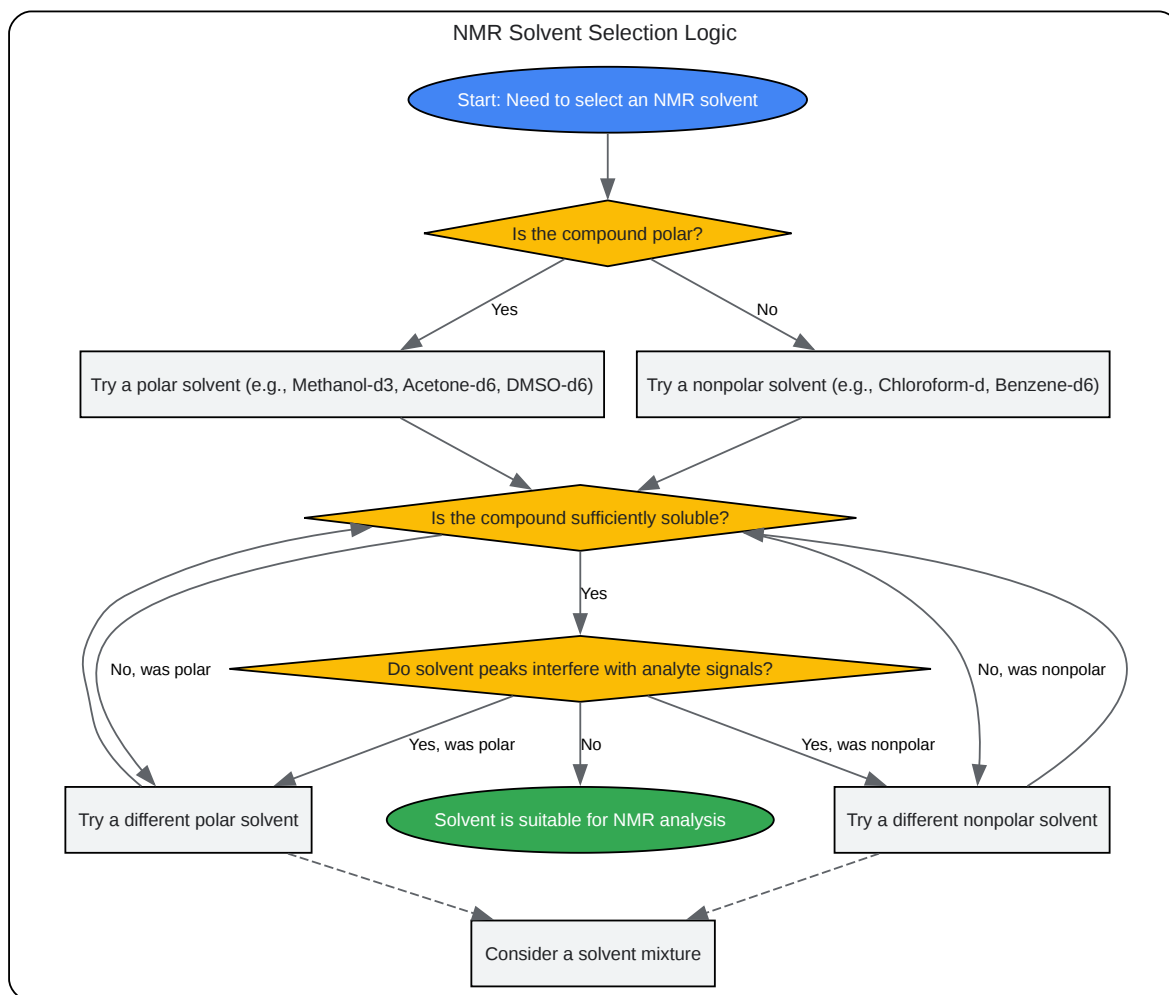 NMR Solvent Selection Logic
Start: Need to select an NMR solvent
Is the compound polar?
Yes
No
Try a polar solvent (e.g., Methanol-d3, Acetone-d6, DMSO-d6)
Try a nonpolar solvent (e.g., Chloroform-d, Benzene-d6)
Is the compound sufficiently soluble?
Yes
No, was polar
Do solvent peaks interfere with analyte signals?
No, was nonpolar
Yes, was polar
No
Yes, was nonpolar
Try a different polar solvent
Solvent is suitable for NMR analysis
Try a different nonpolar solvent
Consider a solvent mixture